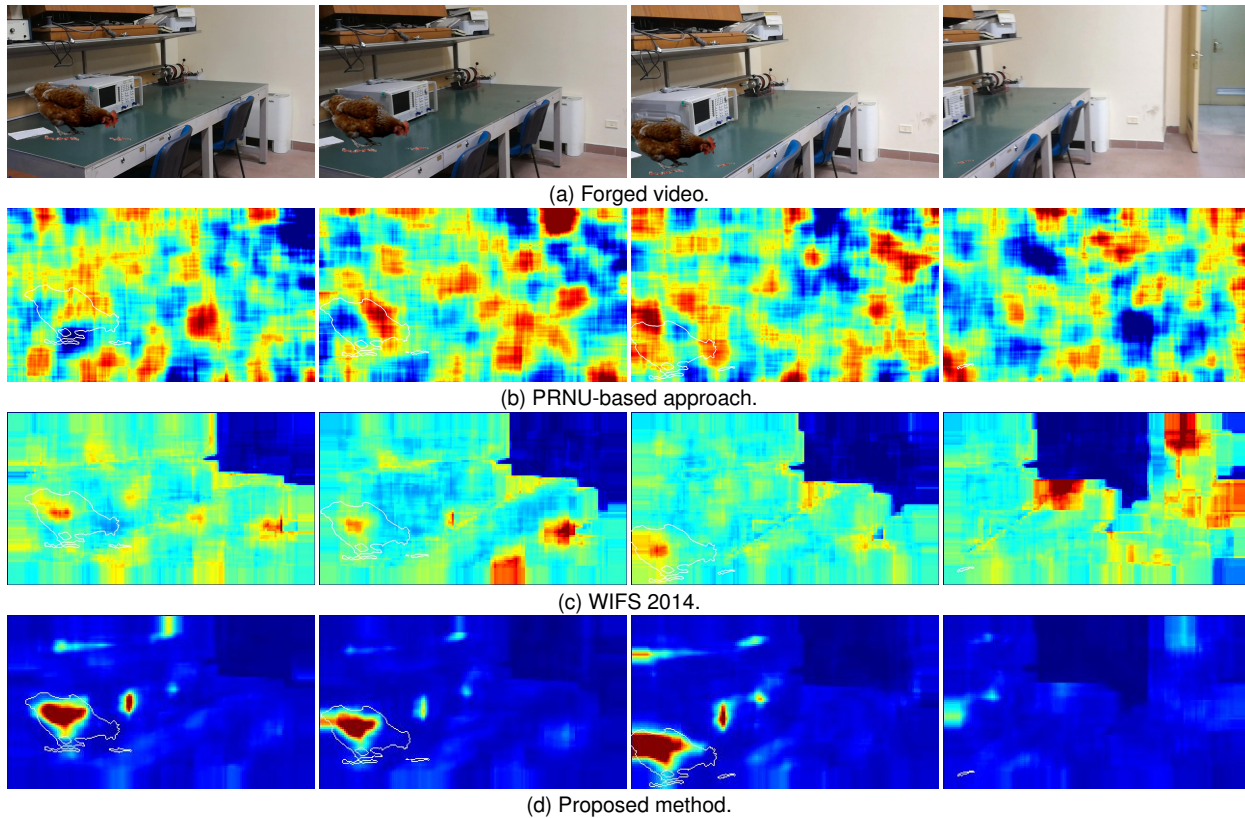 (a) Forged video.
(b) PRNU-based approach.
(c) WIFS 2014.
(d) Proposed method.